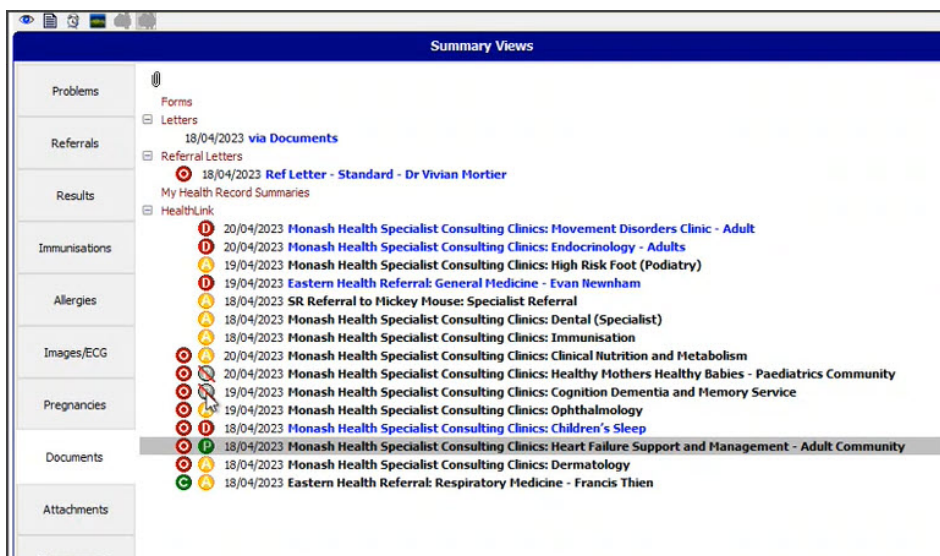 Summary Views
Problems
Referrals
Results
Immunisations
Allergies
Images/ECG
Pregnancies
Documents
Attachments
Forms
Letters
18/04/2023 via Documents
Referral Letters
18/04/2023 Ref Letter - Standard - Dr Vivian Mortier
My Health Record Summaries
HealthLink
D 20/04/2023 Monash Health Specialist Consulting Clinics: Movement Disorders Clinic - Adult
D 20/04/2023 Monash Health Specialist Consulting Clinics: Endocrinology - Adults
A 19/04/2023 Monash Health Specialist Consulting Clinics: High Risk Foot (Podiatry)
D 19/04/2023 Eastern Health Referral: General Medicine - Evan Newnham
A 18/04/2023 SR Referral to Mickey Mouse: Specialist Referral
A 18/04/2023 Monash Health Specialist Consulting Clinics: Dental (Specialist)
A 18/04/2023 Monash Health Specialist Consulting Clinics: Immunisation
A 20/04/2023 Monash Health Specialist Consulting Clinics: Clinical Nutrition and Metabolism
20/04/2023 Monash Health Specialist Consulting Clinics: Healthy Mothers Healthy Babies - Paediatrics Community
19/04/2023 Monash Health Specialist Consulting Clinics: Cognition Dementia and Memory Service
A 19/04/2023 Monash Health Specialist Consulting Clinics: Ophthalmology
D 18/04/2023 Monash Health Specialist Consulting Clinics: Children's Sleep
P 18/04/2023 Monash Health Specialist Consulting Clinics: Heart Failure Support and Management - Adult Community
A 18/04/2023 Monash Health Specialist Consulting Clinics: Dermatology
C A 18/04/2023 Eastern Health Referral: Respiratory Medicine - Francis Thien